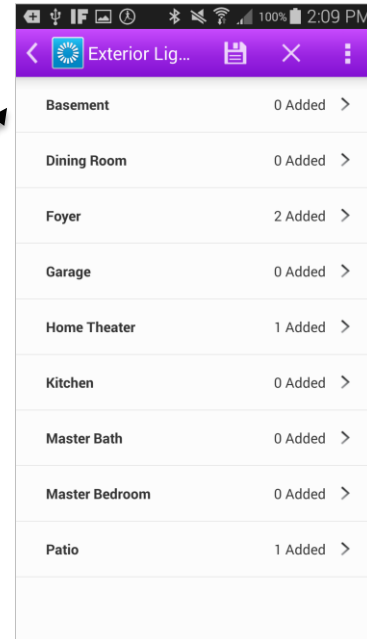 IF 100% 2:09 PM
Exterior Lig...
Basement 0 Added
Dining Room 0 Added
Foyer 2 Added
Garage 0 Added
Home Theater 1 Added
Kitchen 0 Added
Master Bath 0 Added
Master Bedroom 0 Added
Patio 1 Added